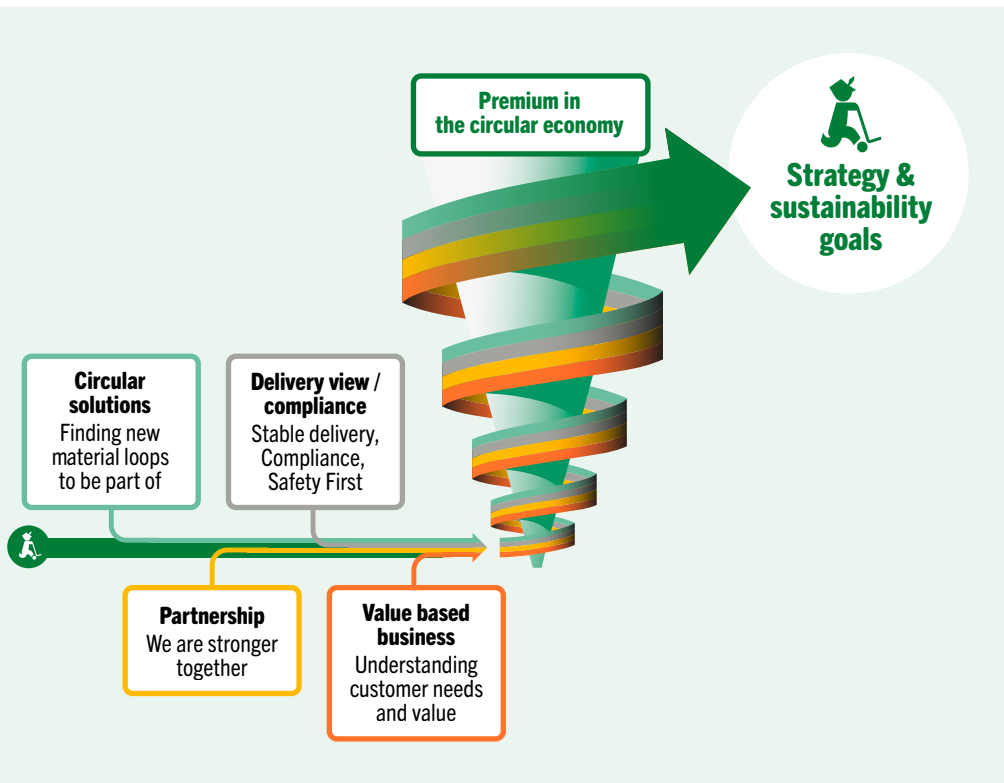 Premium in
the circular economy
Strategy &
sustainability
goals
Circular
solutions
Finding new
material loops
to be part of
Delivery view /
compliance
Stable delivery,
Compliance,
Safety First
Partnership
We are stronger
together
Value based
business
Understanding
customer needs
and value